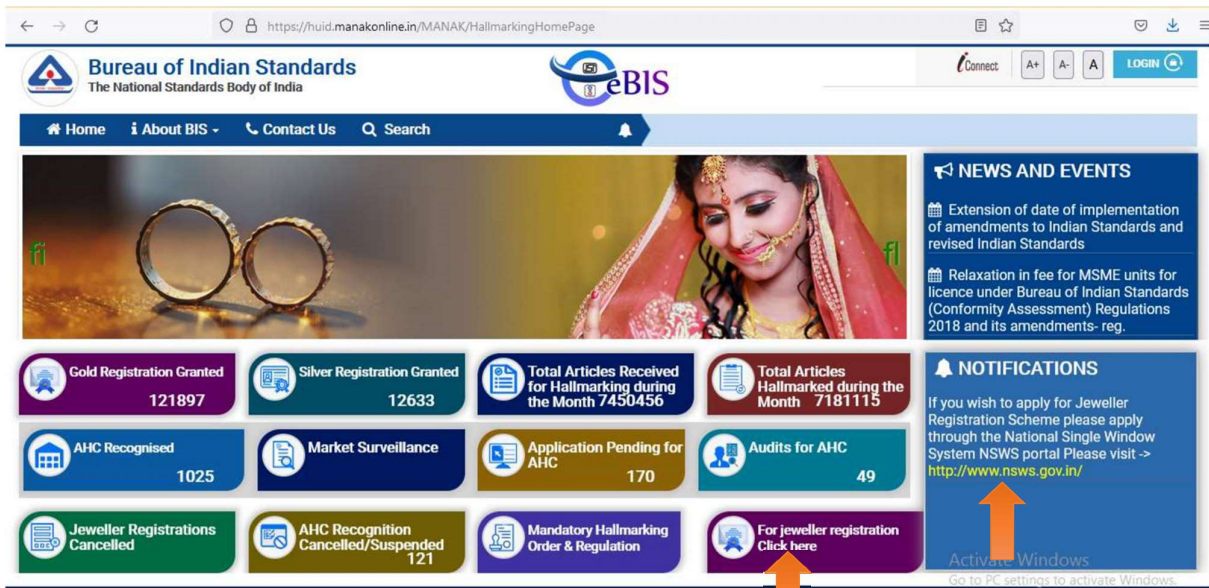 https://huid.manakonline.in/MANAK/HallmarkingHomePage
Bureau of Indian Standards
The National Standards Body of India
eBIS
iConnect A+ A- A LOGIN
Home About BIS Contact Us Search
fi
fl
NEWS AND EVENTS
Extension of date of implementation
of amendments to Indian Standards and
revised Indian Standards
Relaxation in fee for MSME units for
licence under Bureau of Indian Standards
(Conformity Assessment) Regulations
2018 and its amendments- reg.
Gold Registration Granted
121897
Silver Registration Granted
12633
Total Articles Received
for Hallmarking during
the Month 7450456
Total Articles
Hallmarked during the
Month 7181115
AHC Recognised
1025
Market Surveillance
Application Pending for
AHC
170
Audits for AHC
49
Jeweller Registrations
Cancelled
AHC Recognition
Cancelled/Suspended
121
Mandatory Hallmarking
Order & Regulation
For jeweller registration
Click here
NOTIFICATIONS
If you wish to apply for Jeweller
Registration Scheme please apply
through the National Single Window
System NSWS portal Please visit ->
http://www.nsws.gov.in/
Activate Windows
Go to PC settings to activate Windows.